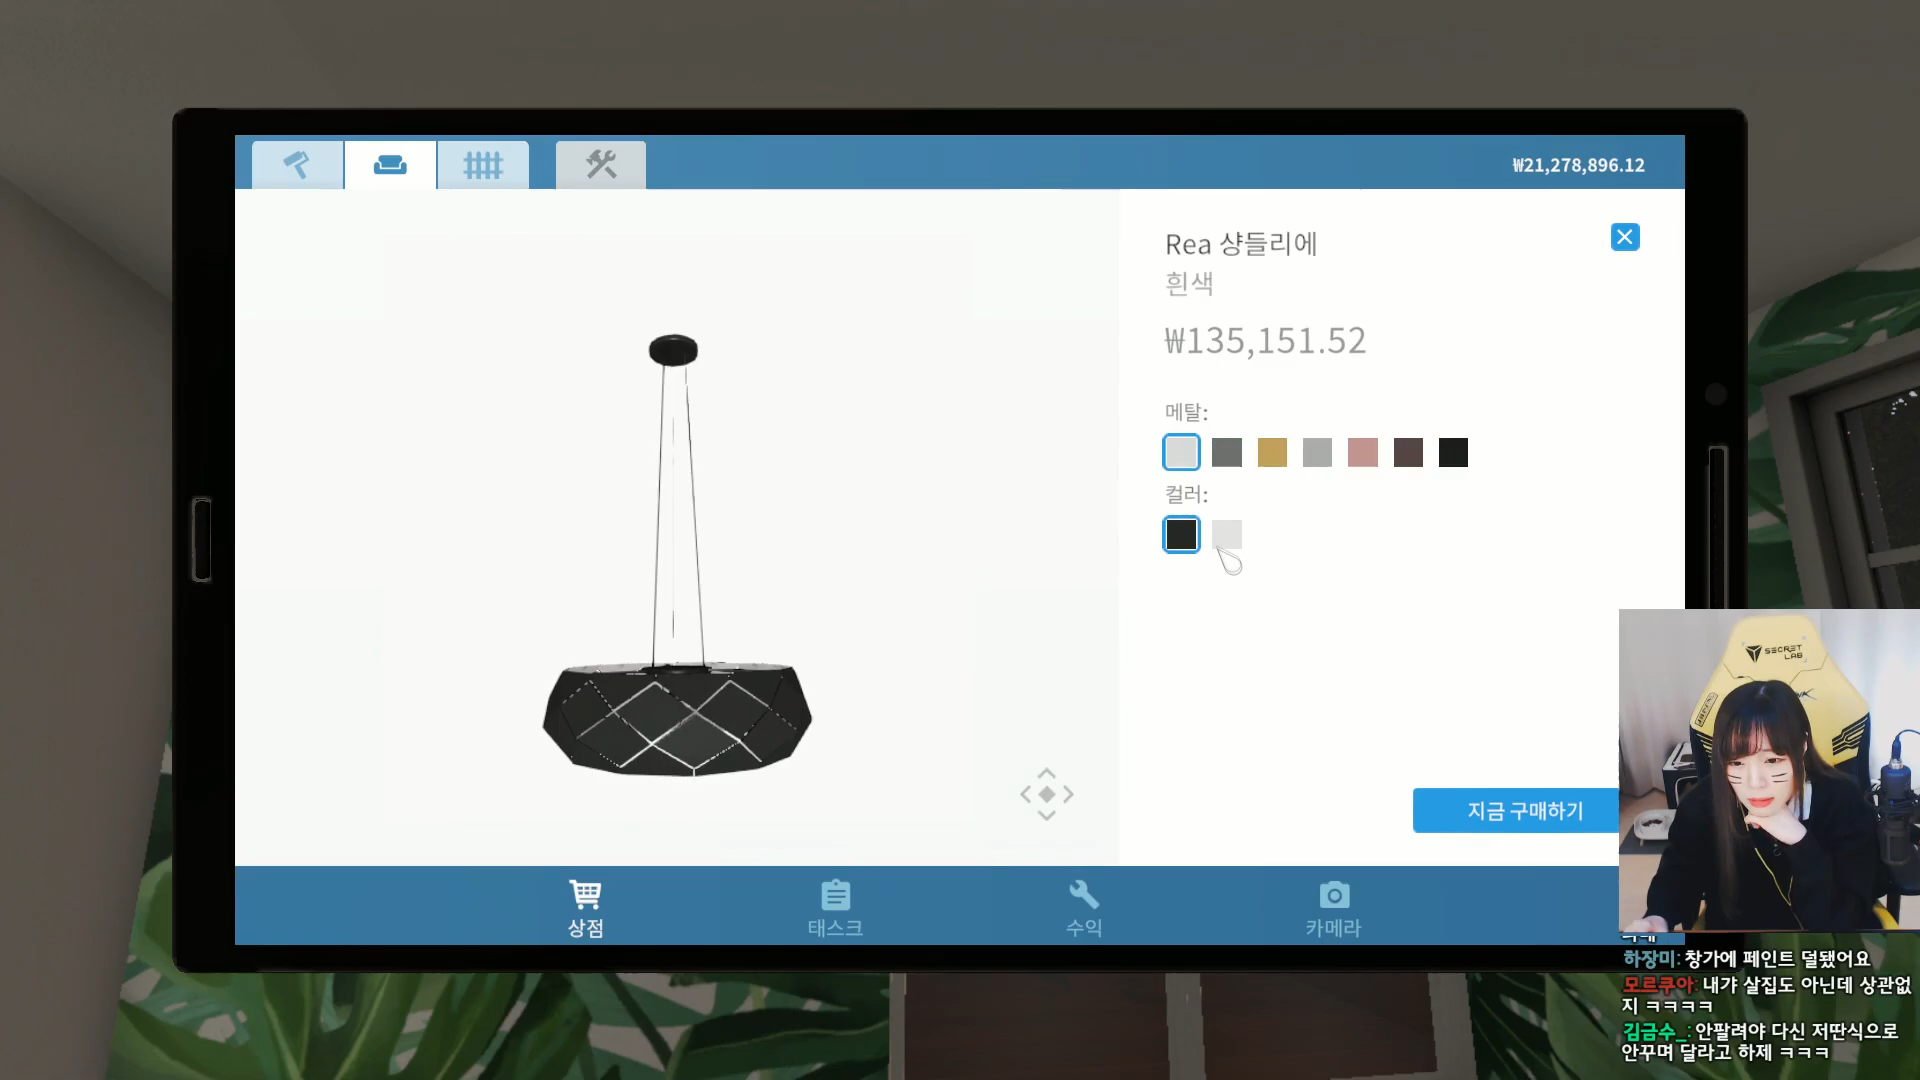 ₩21,278,896.12
Rea 샹들리에
흰색
₩135,151.52
메탈:
컬러:
지금 구매하기
상점
태스크
수익
카메라
SECRET
LAB
하장미: 창가에 페인트 덜됐어요
모르쿠아: 내갸 살집도 아닌데 상관없
지 ㅋㅋㅋㅋ
김금수_: 안팔려야 다신 저딴식으로
안꾸며 달라고 하제 ㅋㅋㅋ